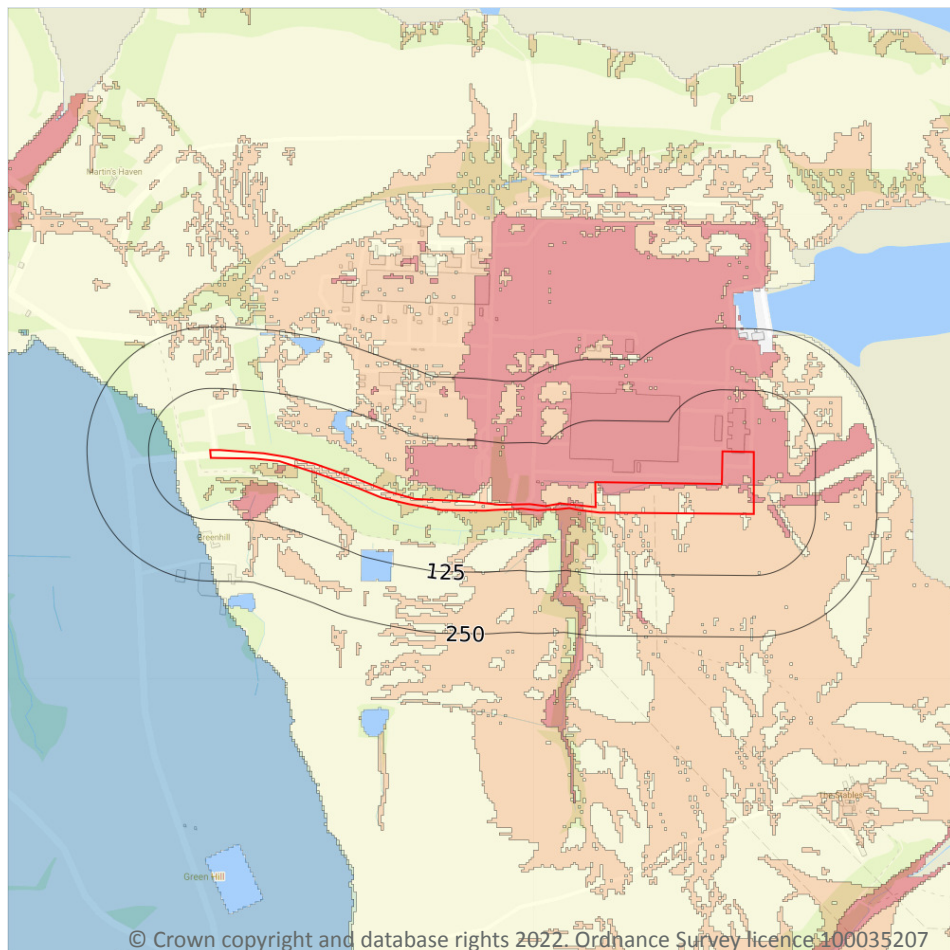 Martin's Haven
Greenhill
125
250
The Stables
Green Hill
© Crown copyright and database rights 2022. Ordnance Survey licence 100035207